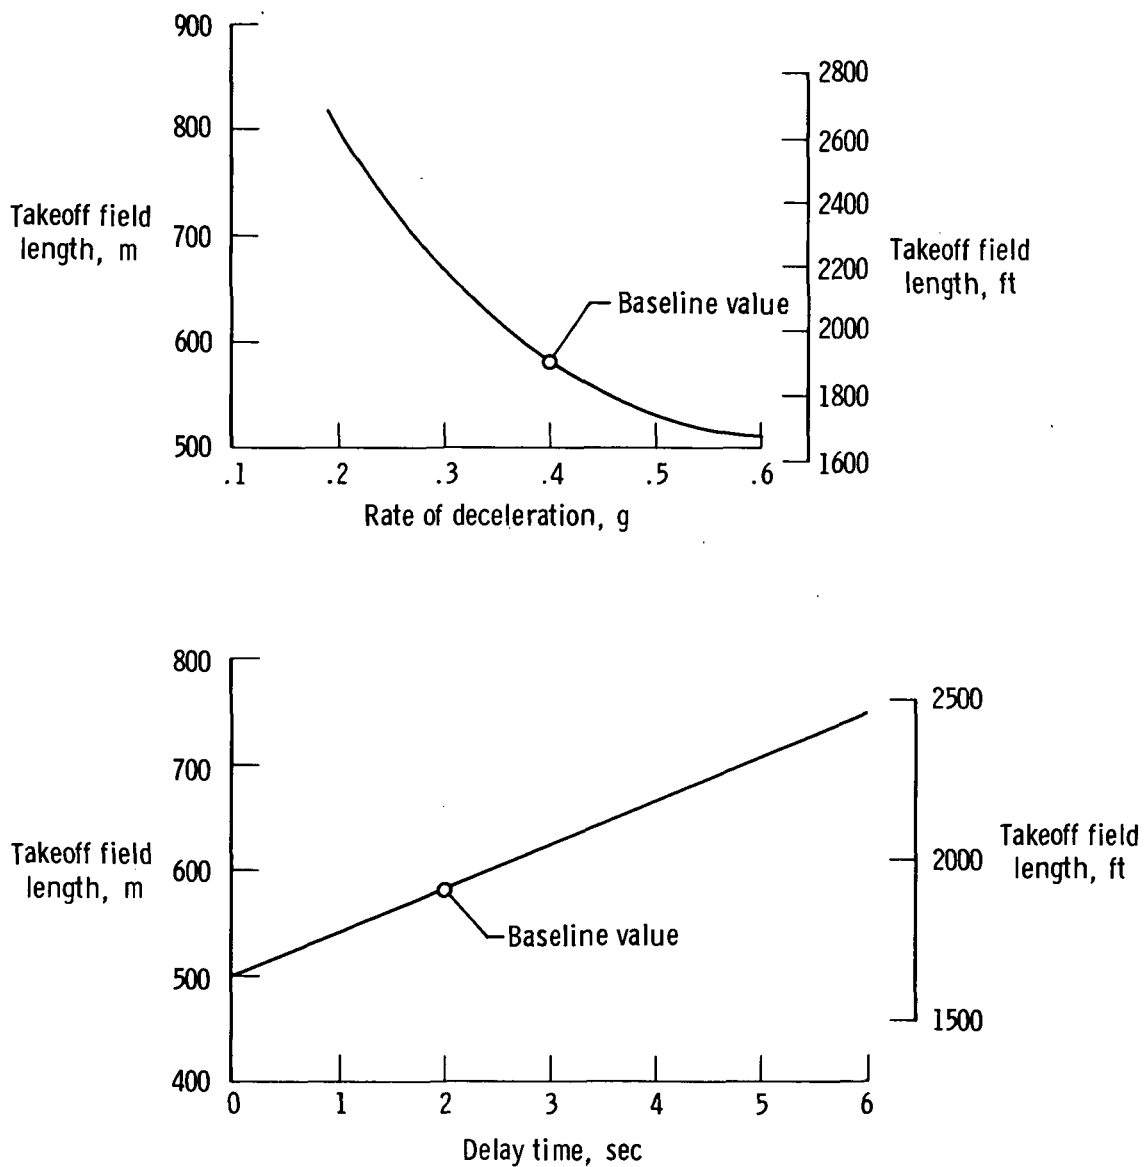 900
800
700
600
500
Takeoff field
length, m
2800
2600
2400
2200
2000
1800
1600
Takeoff field
length, ft
Baseline value
.1 .2 .3 .4 .5 .6
Rate of deceleration, g
800
700
600
500
400
Takeoff field
length, m
2500
2000
1500
Takeoff field
length, ft
Baseline value
0 1 2 3 4 5 6
Delay time, sec